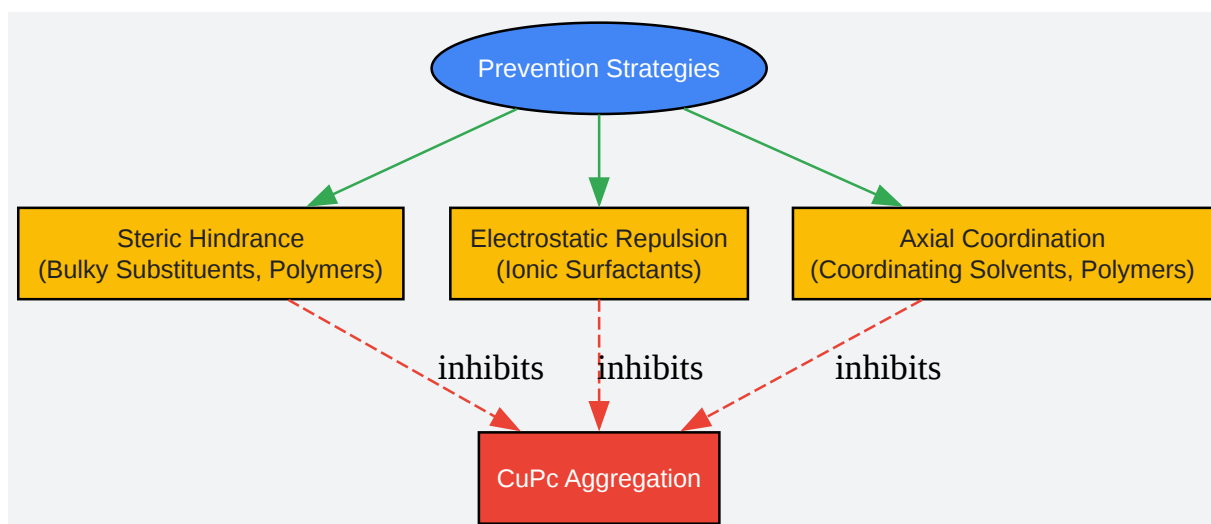 Prevention Strategies
Steric Hindrance
(Bulky Substituents, Polymers)
Electrostatic Repulsion
(Ionic Surfactants)
Axial Coordination
(Coordinating Solvents, Polymers)
inhibits
inhibits
inhibits
CuPc Aggregation